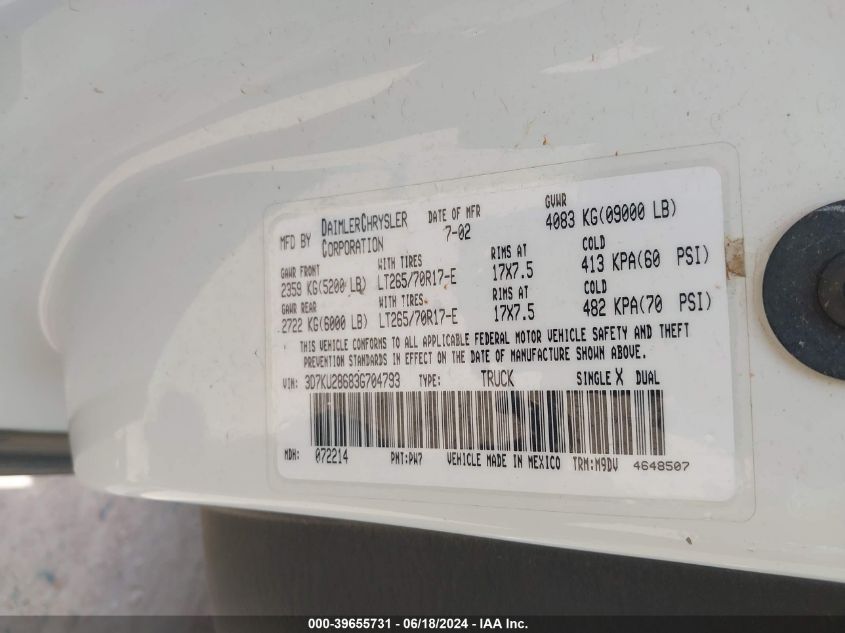 MFD BY DAIMLERCHRYSLER CORPORATION DATE OF MFR 7-02 GVWR 4083 KG(09000 LB)
GAWR FRONT WITH TIRES RIMS AT COLD
2359 KG(5200 LB) LT265/70R17-E 17X7.5 413 KPA(60 PSI)
GAWR REAR WITH TIRES RIMS AT COLD
2722 KG(6000 LB) LT265/70R17-E 17X7.5 482 KPA(70 PSI)
THIS VEHICLE CONFORMS TO ALL APPLICABLE FEDERAL MOTOR VEHICLE SAFETY AND THEFT
PREVENTION STANDARDS IN EFFECT ON THE DATE OF MANUFACTURE SHOWN ABOVE.
VIN: 3D7KU28683G704793 TYPE: TRUCK SINGLE X DUAL
MDH: 072214 PNT:PW7 VEHICLE MADE IN MEXICO TRM:M9DV 4648507
000-39655731 - 06/18/2024 - IAA Inc.